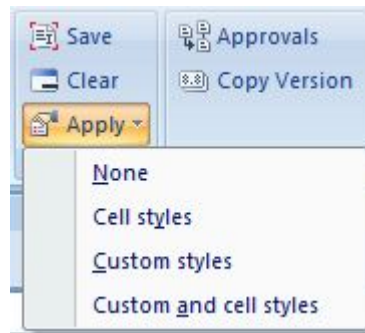 Save
Approvals
Clear
Copy Version
Apply
None
Cell styles
Custom styles
Custom and cell styles